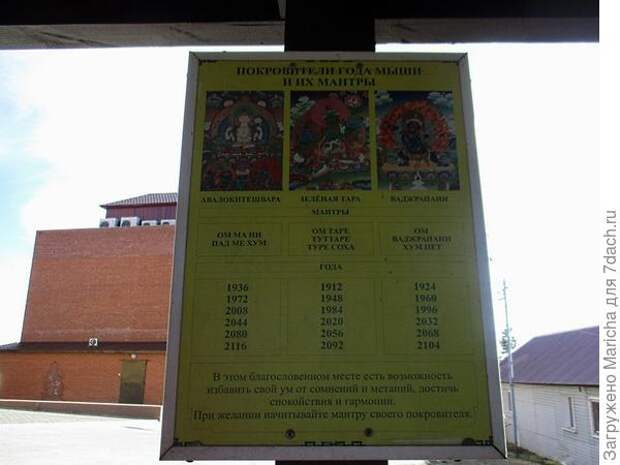 ПОКРОВИТЕЛИ ГОДА МЫШИ
И ИХ МАНТРЫ
АВАЛОКИТЕШВАРА ЗЕЛЁНАЯ ТАРА ВАДЖРАПАНИ
МАНТРЫ
ОМ МА НИ ОМ ТАРЕ ОМ
ПАД МЕ ХУМ ТУТТАРЕ ВАДЖРАПАНИ
ТУРЕ СОХА ХУМ ПЕТ
ГОДА
1936 1912 1924
1972 1948 1960
2008 1984 1996
2044 2020 2032
2080 2056 2068
2116 2092 2104
В этом благословенном месте есть возможность
избавить свой ум от сомнений и метаний, достичь
спокойствия и гармонии.
При желании начитывайте мантру своего покровителя.
Загружено Maricha для 7dach.ru